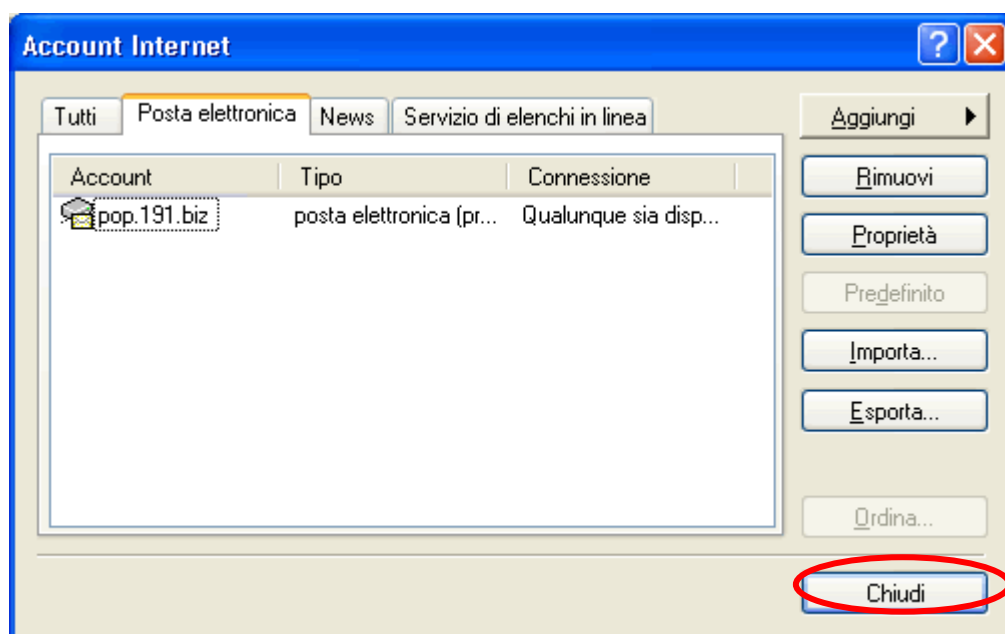 Account Internet
Tutti Posta elettronica News Servizio di elenchi in linea
Account Tipo Connessione
pop.191.biz posta elettronica (pr... Qualunque sia disp...
Aggiungi
Rimuovi
Proprietà
Predefinito
Importa...
Esporta...
Ordina...
Chiudi